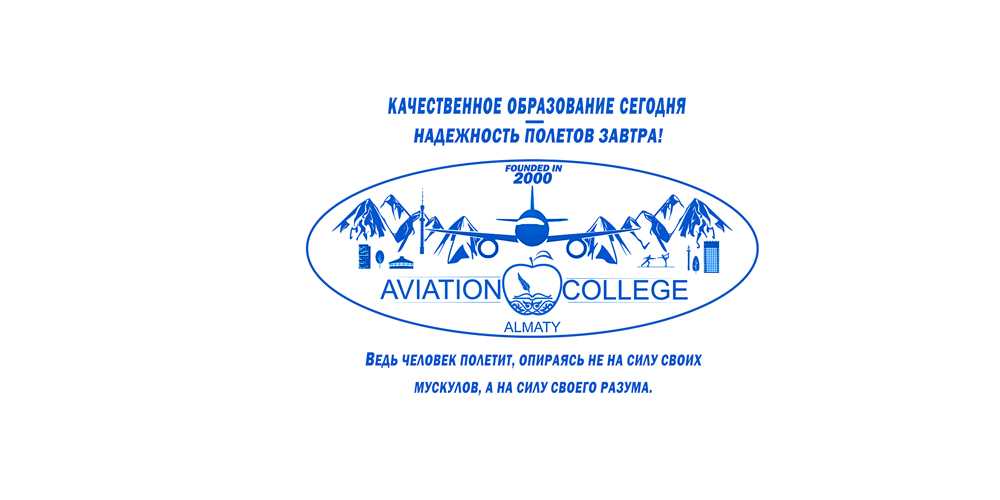 КАЧЕСТВЕННОЕ ОБРАЗОВАНИЕ СЕГОДНЯ
—
НАДЕЖНОСТЬ ПОЛЕТОВ ЗАВТРА!
FOUNDED IN
2000
AVIATION COLLEGE
ALMATY
Ведь человек полетит, опираясь не на силу своих
мускулов, а на силу своего разума.